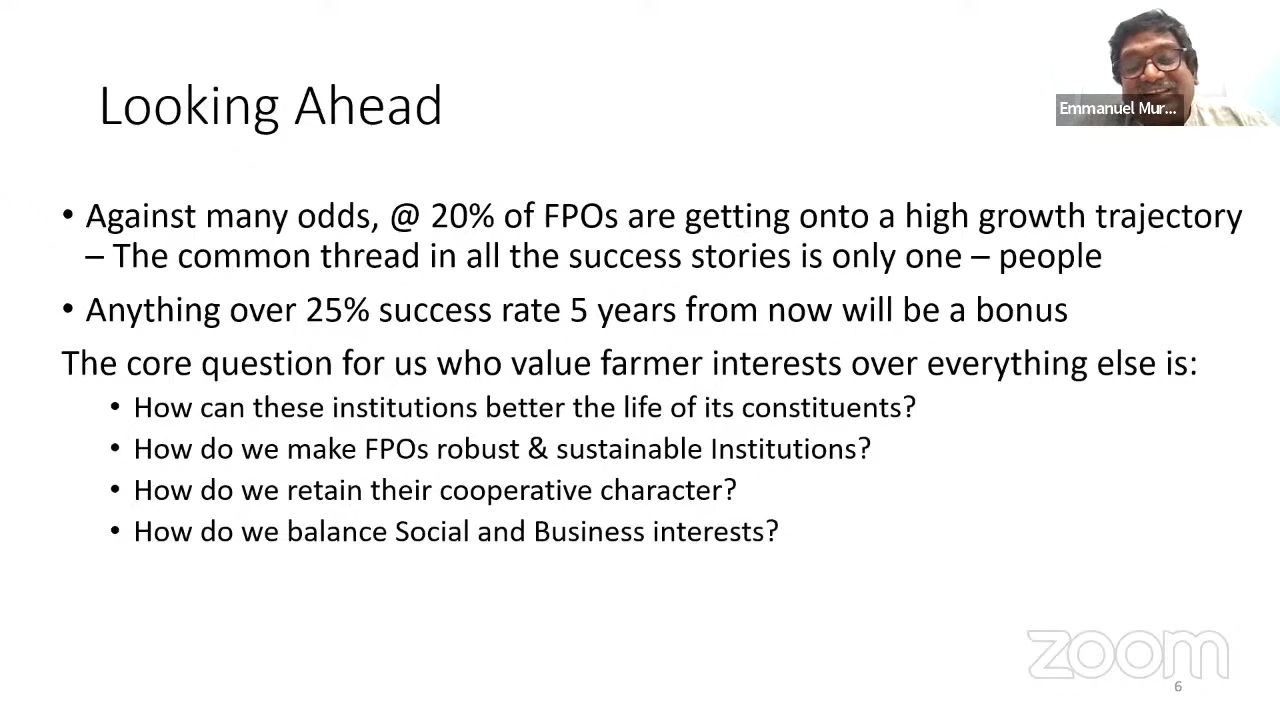 Looking Ahead
Emmanuel Mur...
• Against many odds, @ 20% of FPOs are getting onto a high growth trajectory
– The common thread in all the success stories is only one – people
• Anything over 25% success rate 5 years from now will be a bonus
The core question for us who value farmer interests over everything else is:
• How can these institutions better the life of its constituents?
• How do we make FPOs robust & sustainable Institutions?
• How do we retain their cooperative character?
• How do we balance Social and Business interests?
zoom
6